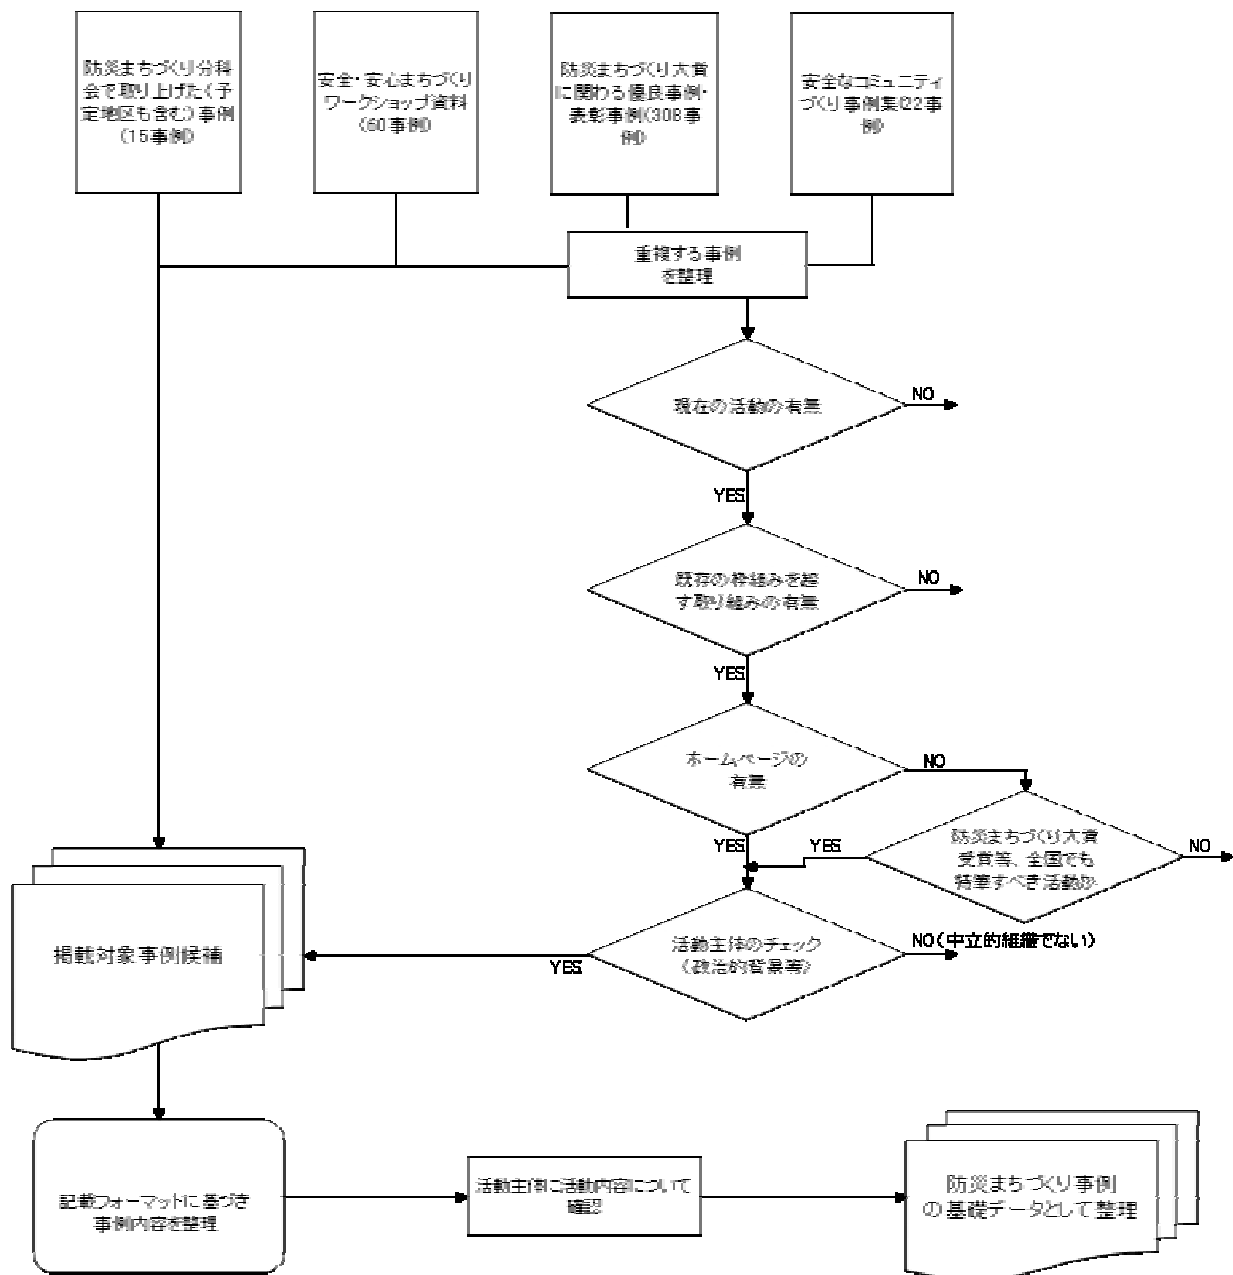 防災まちづくり分科
会で取り上げた(予
定地区も含む)事例
(15事例)
安全・安心まちづくり
ワークショップ資料
(60事例)
防災まちづくり大賞
に関わる優良事例・
表彰事例(308事
例)
安全なコミュニティ
づくり事例集(22事
例)
重複する事例
を整理
現在の活動の有無
NO
YES
既存の枠組みを超
す取り組みの有無
NO
YES
ホームページの
有無
NO
YES
防災まちづくり大賞
受賞等、全国でも
特筆すべき活動か
YES
NO
活動主体のチェック
(政治的背景等)
NO(中立的組織でない)
YES
掲載対象事例候補
記載フォーマットに基づき
事例内容を整理
活動主体に活動内容について
確認
防災まちづくり事例
の基礎データとして整理